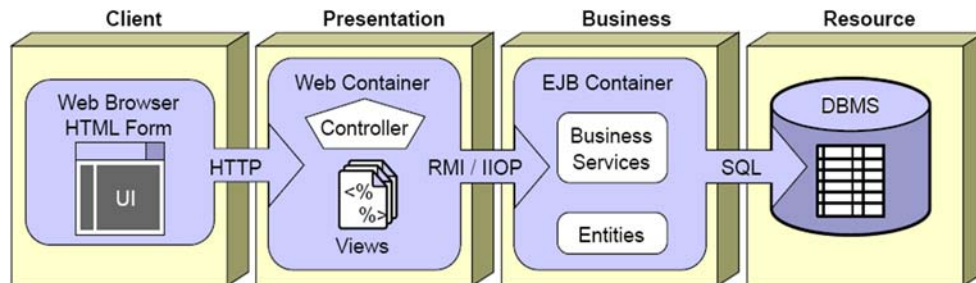 Client
Presentation
Business
Resource
Web Browser
HTML Form
UI
HTTP
Web Container
Controller
<%
%>
Views
RMI / IIOP
EJB Container
Business
Services
Entities
SQL
DBMS